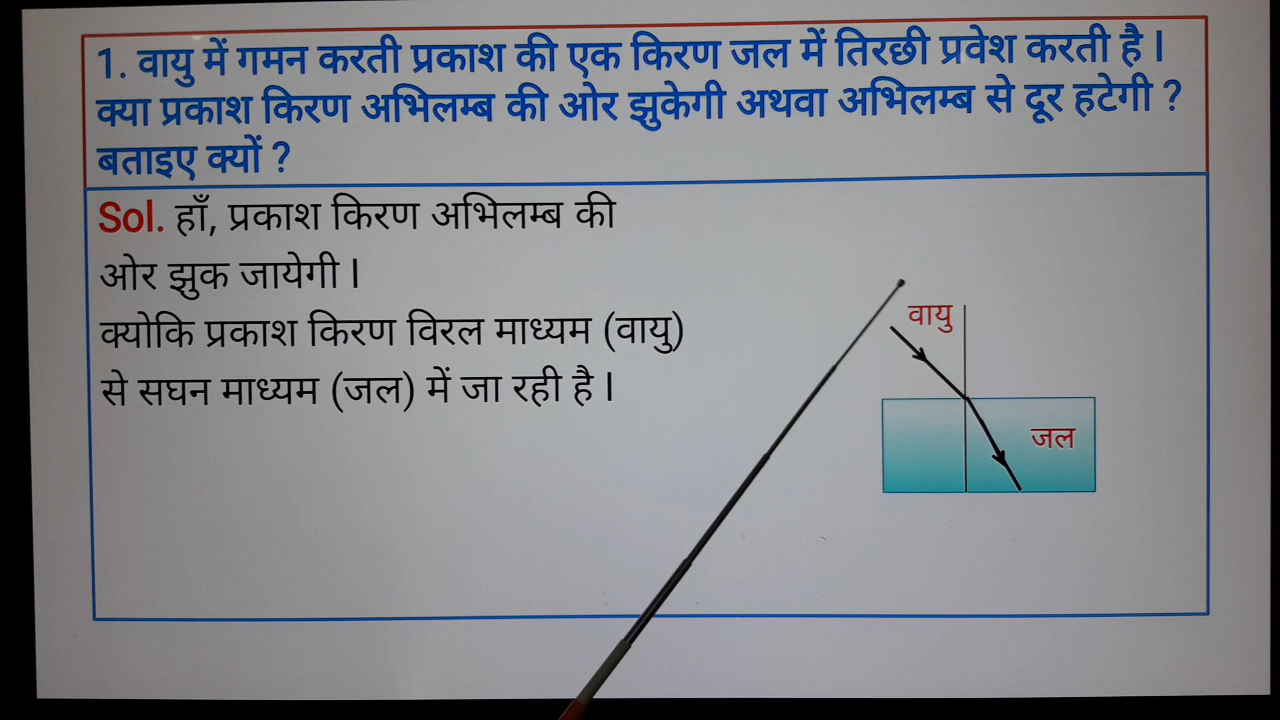 1. वायु में गमन करती प्रकाश की एक किरण जल में तिरछी प्रवेश करती है।
क्या प्रकाश किरण अभिलम्ब की ओर झुकेगी अथवा अभिलम्ब से दूर हटेगी ?
बताइए क्यों ?
Sol. हाँ, प्रकाश किरण अभिलम्ब की
ओर झुक जायेगी।
क्योकि प्रकाश किरण विरल माध्यम (वायु)
से सघन माध्यम (जल) में जा रही है।
वायु
जल